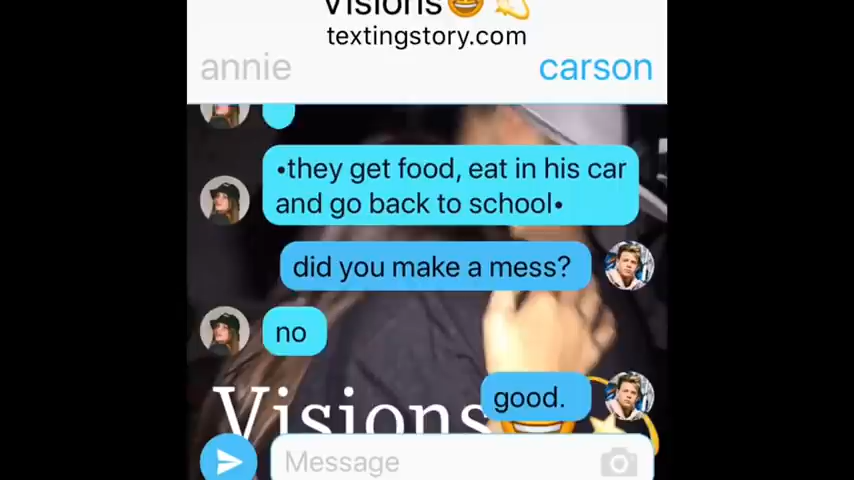 Visions😆💫
textingstory.com
annie
carson
•they get food, eat in his car
and go back to school•
did you make a mess?
no
good.
Visions
Message